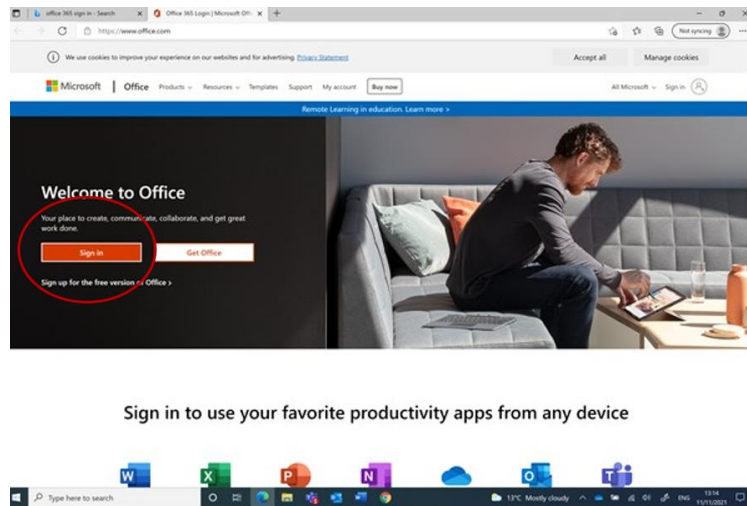 office 365 sign in - Search
Office 365 Login | Microsoft Offi
https://www.office.com
Not syncing
We use cookies to improve your experience on our websites and for advertising. Privacy Statement
Accept all
Manage cookies
Microsoft
Office
Products
Resources
Templates
Support
My account
Buy now
All Microsoft
Sign in
Remote Learning in education. Learn more >
Welcome to Office
Your place to create, communicate, collaborate, and get great
work done.
Sign in
Get Office
Sign up for the free version of Office >
Sign in to use your favorite productivity apps from any device
W
X
P
N
O
T
Type here to search
13°C Mostly cloudy
ENG
13:14
11/11/2021